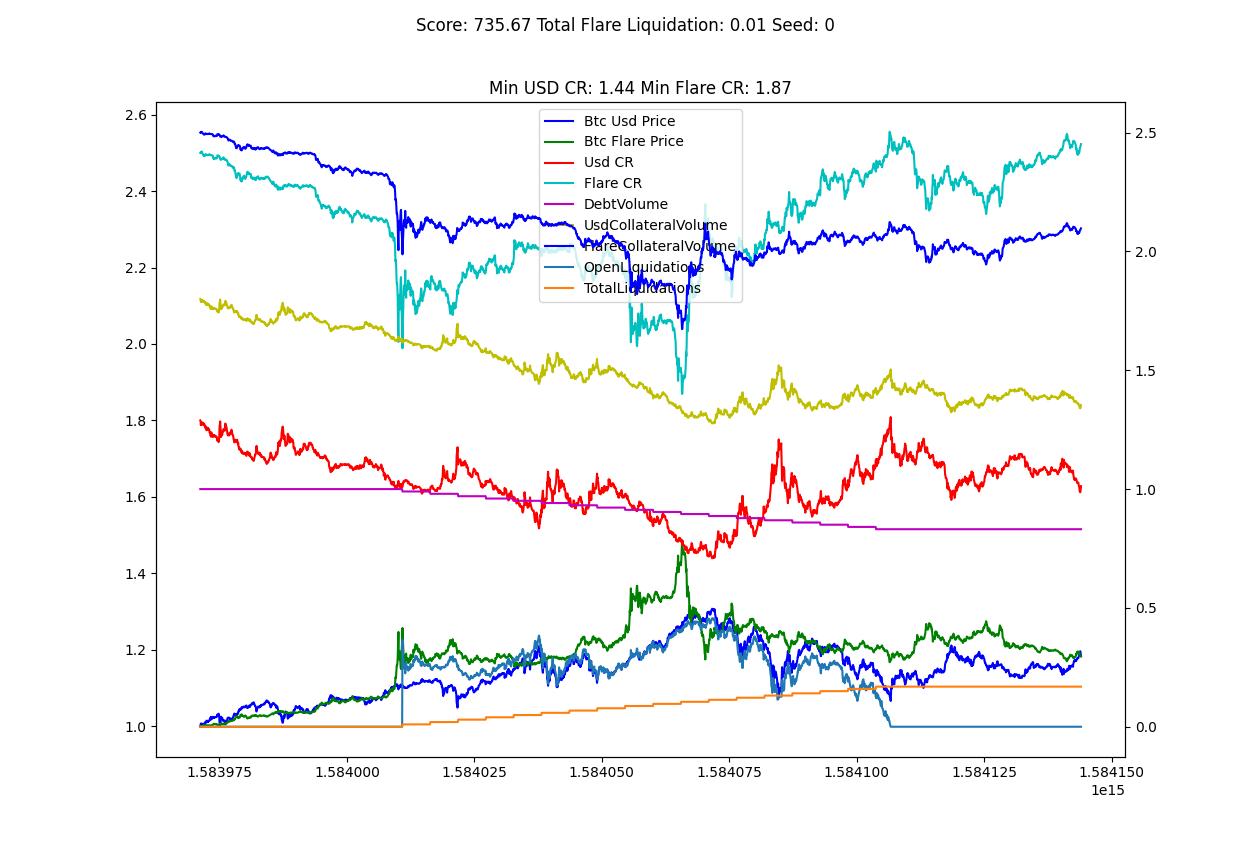 Score: 735.67 Total Flare Liquidation: 0.01 Seed: 0
Min USD CR: 1.44 Min Flare CR: 1.87
Btc Usd Price
Btc Flare Price
Usd CR
Flare CR
DebtVolume
UsdCollateralVolume
FlareCollateralVolume
OpenLiquidations
TotalLiquidations
2.6
2.4
2.2
2.0
1.8
1.6
1.4
1.2
1.0
2.5
2.0
1.5
1.0
0.5
0.0
1.583975 1.584000 1.584025 1.584050 1.584075 1.584100 1.584125 1.584150
1e15